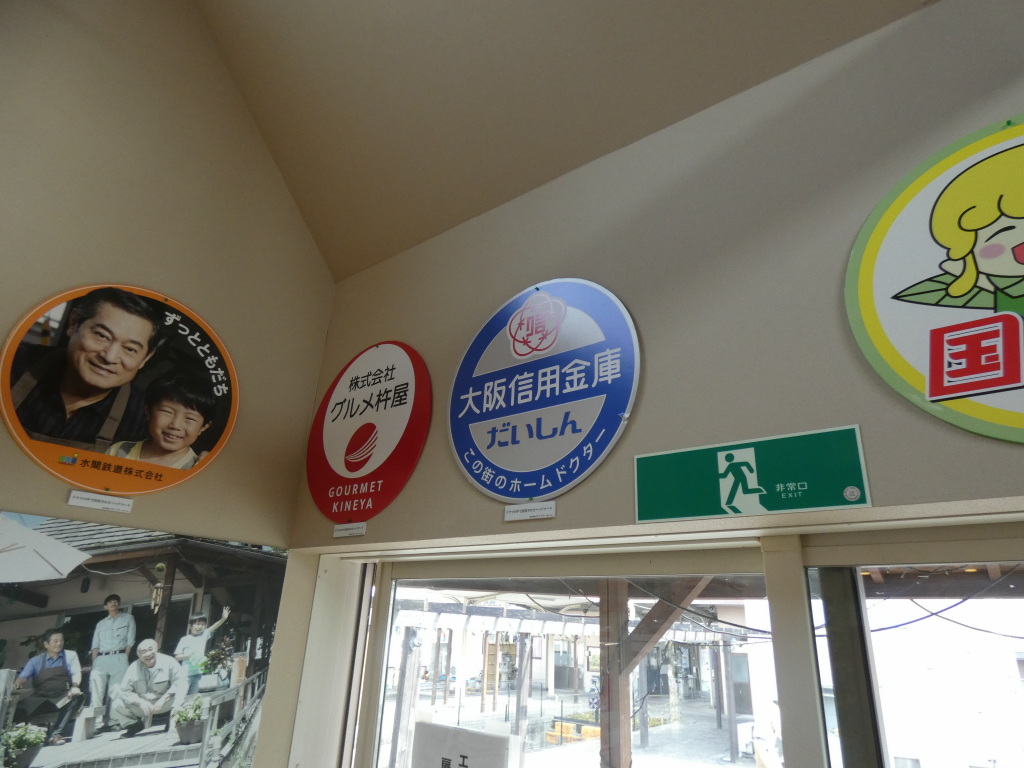 ずっとともだち
水間鉄道株式会社
株式会社
グルメ杵屋
GOURMET
KINEYA
大阪信用金庫
だいしん
この街のホームドクター
非常口
EXIT
国
工